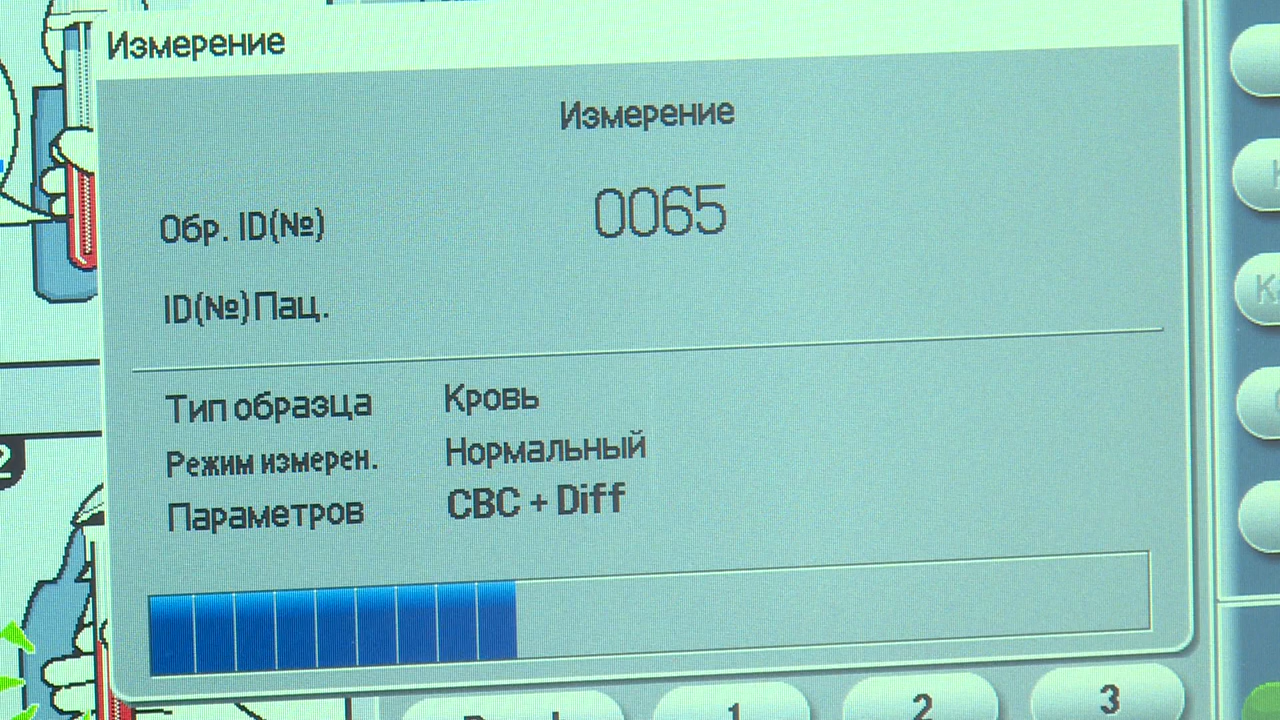 Измерение
Измерение
Обр. ID(№) 0065
ID(№)Пац.
Тип образца Кровь
Режим измерен. Нормальный
Параметров CBC + Diff
2
1 2 3